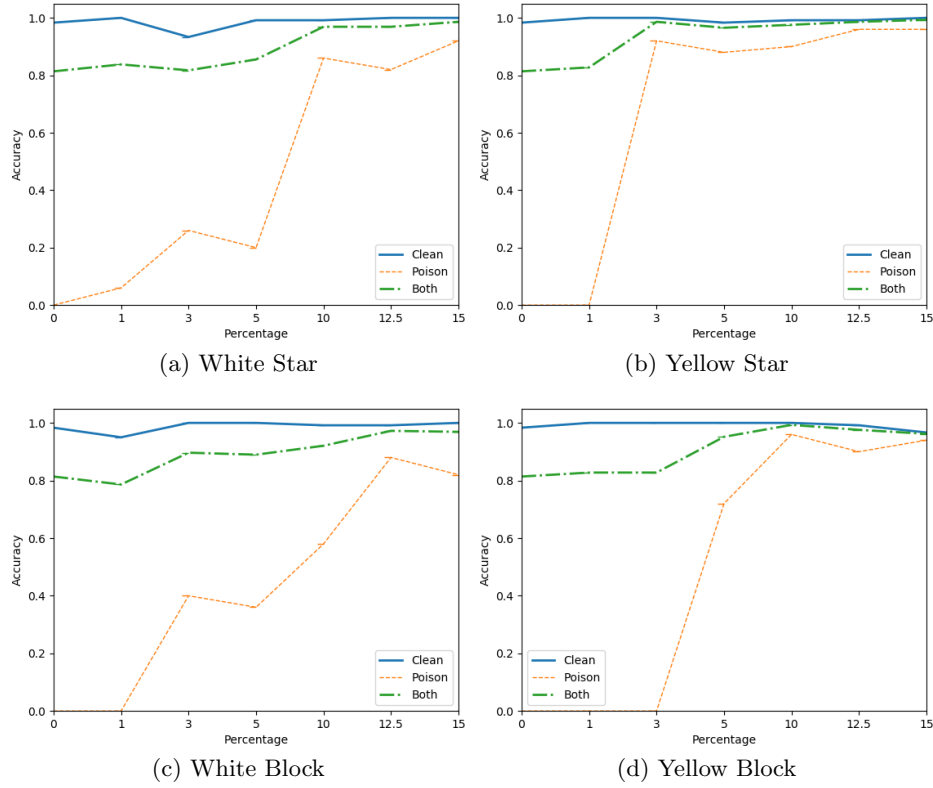 1.0
0.8
0.6
0.4
0.2
0.0
Accuracy
Clean
Poison
Both
0 1 3 5 10 12.5 15
Percentage
(a) White Star
1.0
0.8
0.6
0.4
0.2
0.0
Accuracy
Clean
Poison
Both
0 1 3 5 10 12.5 15
Percentage
(b) Yellow Star
1.0
0.8
0.6
0.4
0.2
0.0
Accuracy
Clean
Poison
Both
0 1 3 5 10 12.5 15
Percentage
(c) White Block
1.0
0.8
0.6
0.4
0.2
0.0
Accuracy
Clean
Poison
Both
0 1 3 5 10 12.5 15
Percentage
(d) Yellow Block